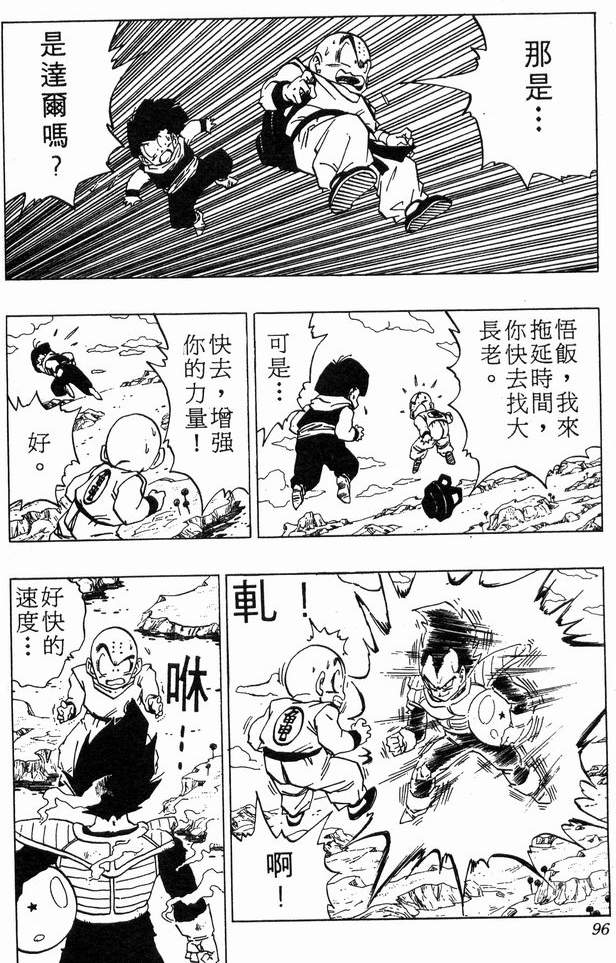 那是…
是達爾嗎？
悟飯，我來
拖延時間，
你快去找大
長老。
可是…
快去，增强
你的力量！
好。
軋！
啊！
咻…
好快的
速度…
96